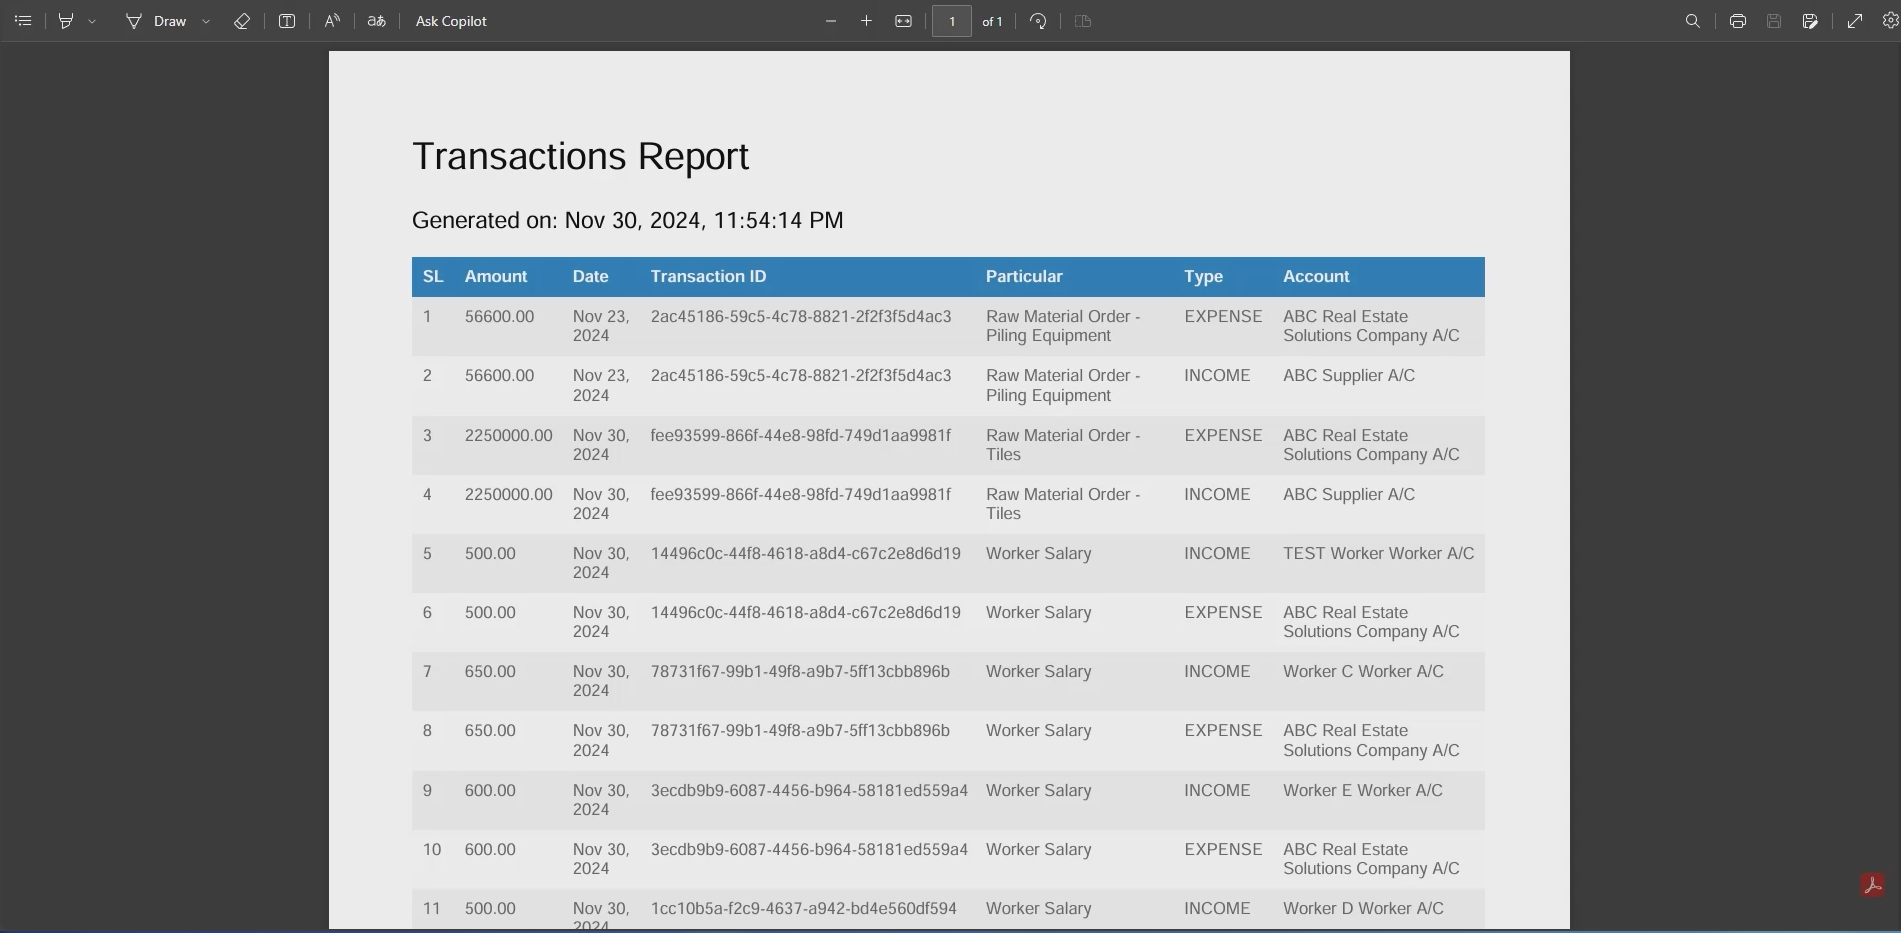 Draw Ask Copilot 1 of 1
Transactions Report
Generated on: Nov 30, 2024, 11:54:14 PM
SL Amount Date Transaction ID Particular Type Account
1 56600.00 Nov 23, 2ac45186-59c5-4c78-8821-2f2f3f5d4ac3 Raw Material Order - EXPENSE ABC Real Estate
2024 Piling Equipment Solutions Company A/C
2 56600.00 Nov 23, 2ac45186-59c5-4c78-8821-2f2f3f5d4ac3 Raw Material Order - INCOME ABC Supplier A/C
2024 Piling Equipment
3 2250000.00 Nov 30, fee93599-866f-44e8-98fd-749d1aa9981f Raw Material Order - EXPENSE ABC Real Estate
2024 Tiles Solutions Company A/C
4 2250000.00 Nov 30, fee93599-866f-44e8-98fd-749d1aa9981f Raw Material Order - INCOME ABC Supplier A/C
2024 Tiles
5 500.00 Nov 30, 14496c0c-44f8-4618-a8d4-c67c2e8d6d19 Worker Salary INCOME TEST Worker Worker A/C
2024
6 500.00 Nov 30, 14496c0c-44f8-4618-a8d4-c67c2e8d6d19 Worker Salary EXPENSE ABC Real Estate
2024 Solutions Company A/C
7 650.00 Nov 30, 78731f67-99b1-49f8-a9b7-5ff13cbb896b Worker Salary INCOME Worker C Worker A/C
2024
8 650.00 Nov 30, 78731f67-99b1-49f8-a9b7-5ff13cbb896b Worker Salary EXPENSE ABC Real Estate
2024 Solutions Company A/C
9 600.00 Nov 30, 3ecdb9b9-6087-4456-b964-58181ed559a4 Worker Salary INCOME Worker E Worker A/C
2024
10 600.00 Nov 30, 3ecdb9b9-6087-4456-b964-58181ed559a4 Worker Salary EXPENSE ABC Real Estate
2024 Solutions Company A/C
11 500.00 Nov 30, 1cc10b5a-f2c9-4637-a942-bd4e560df594 Worker Salary INCOME Worker D Worker A/C
2024